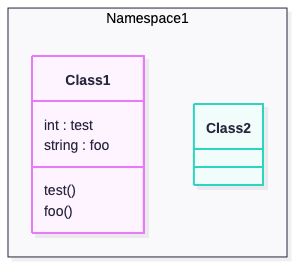 Namespace1
Class1
int : test
string : foo
test()
foo()
Class2